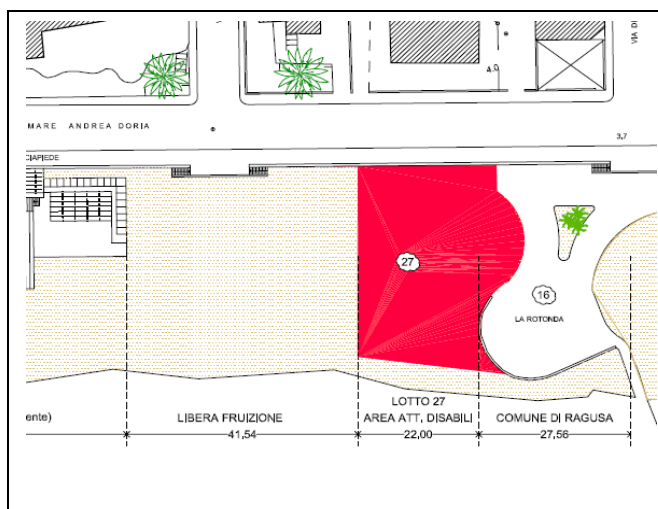 VIA DI
4.0
MARE ANDREA DORIA
3,7
CIAPIEDE
27
16
LA ROTONDA
LOTTO 27
ente) LIBERA FRUIZIONE AREA ATT, DISABILI COMUNE DI RAGUSA
41,54 22,00 27,56